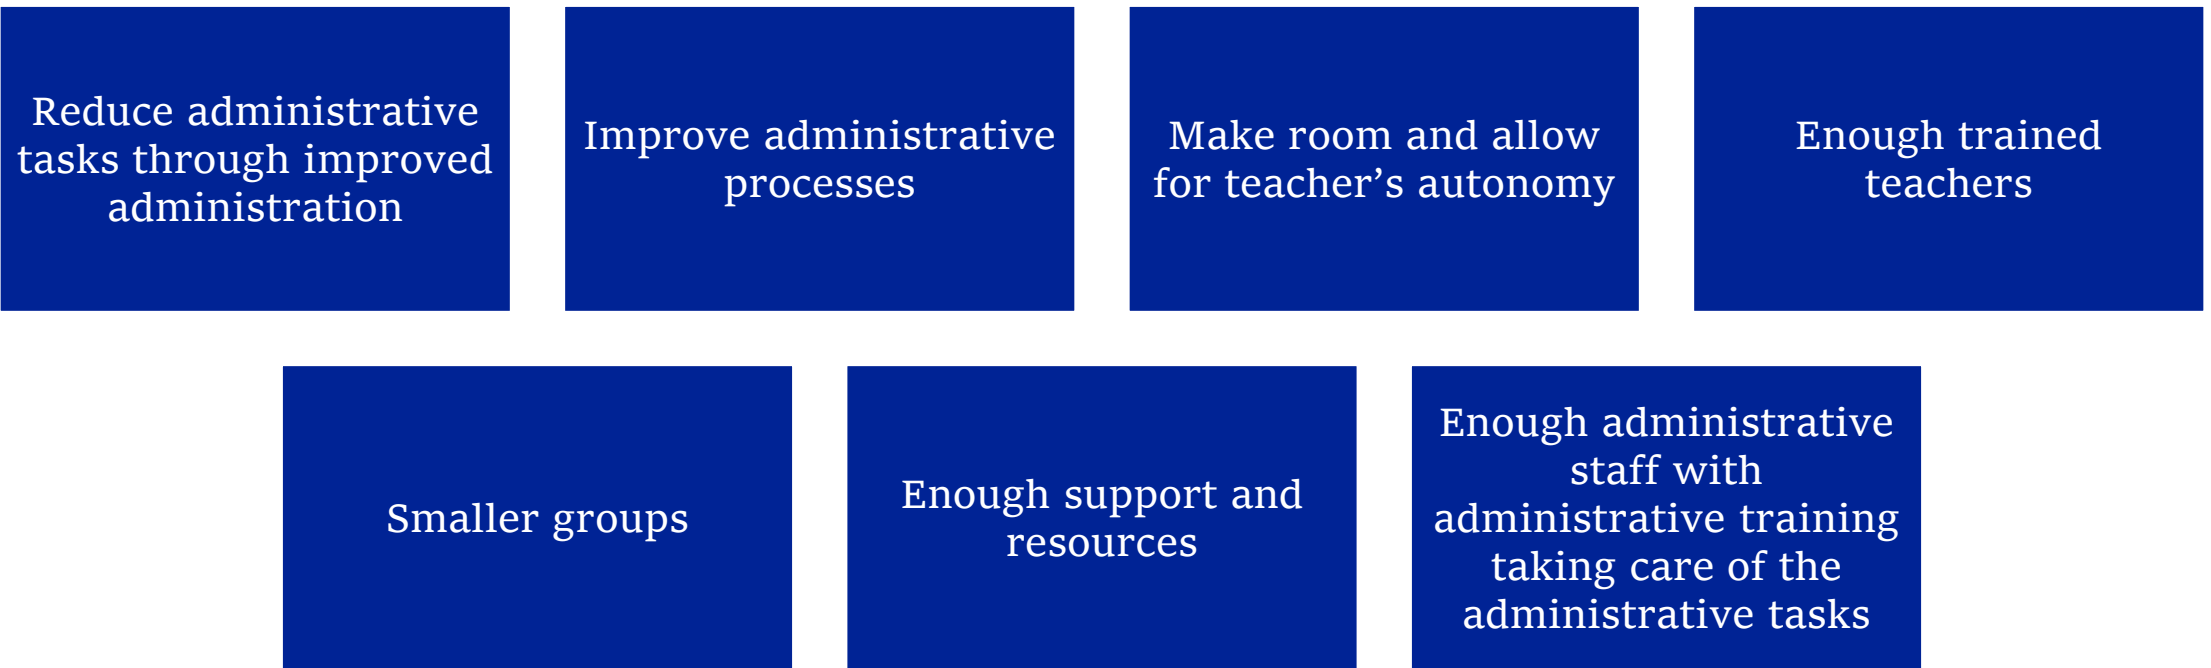 Reduce administrative
tasks through improved
administration
Improve administrative
processes
Make room and allow
for teacher’s autonomy
Enough trained
teachers
Smaller groups
Enough support and
resources
Enough administrative
staff with
administrative training
taking care of the
administrative tasks